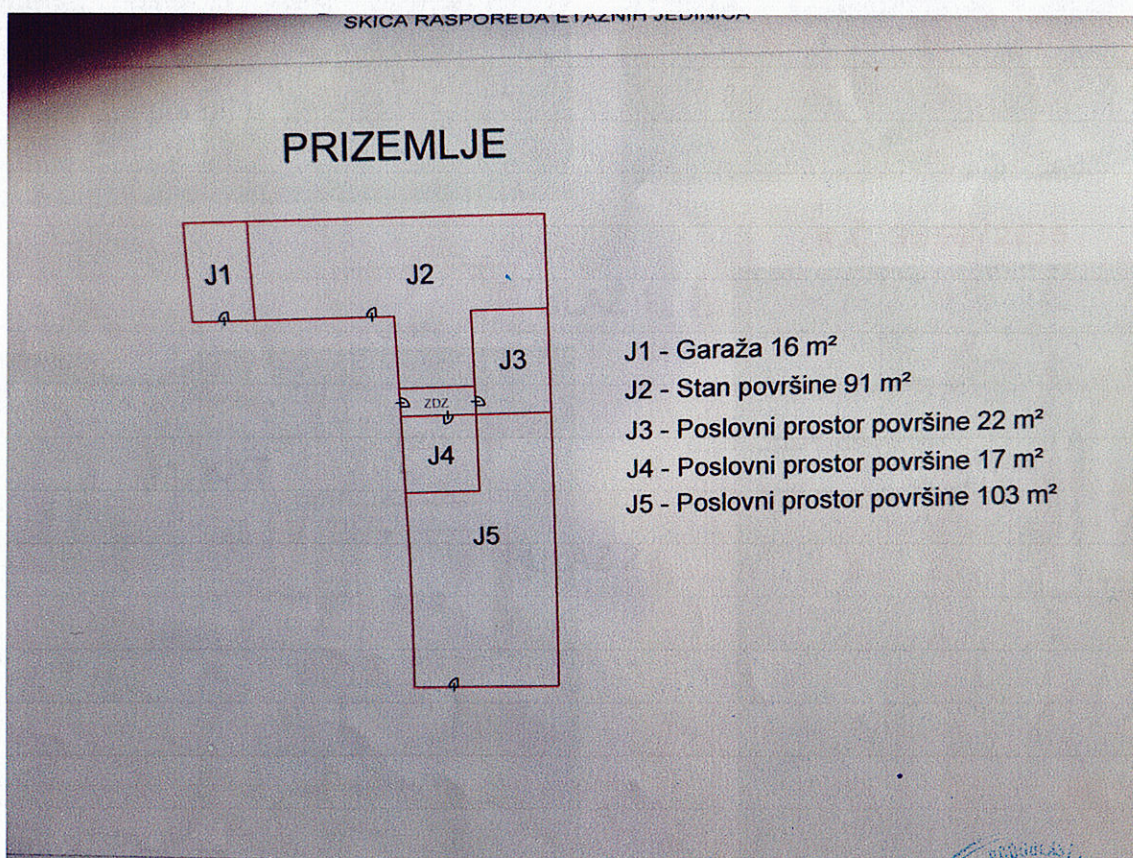 SKICA RASPOREDA ETAŽNIH JEDINICA
PRIZEMLJE
J1
J2
J3
ZDZ
J4
J5
J1 - Garaža 16 m²
J2 - Stan površine 91 m²
J3 - Poslovni prostor površine 22 m²
J4 - Poslovni prostor površine 17 m²
J5 - Poslovni prostor površine 103 m²